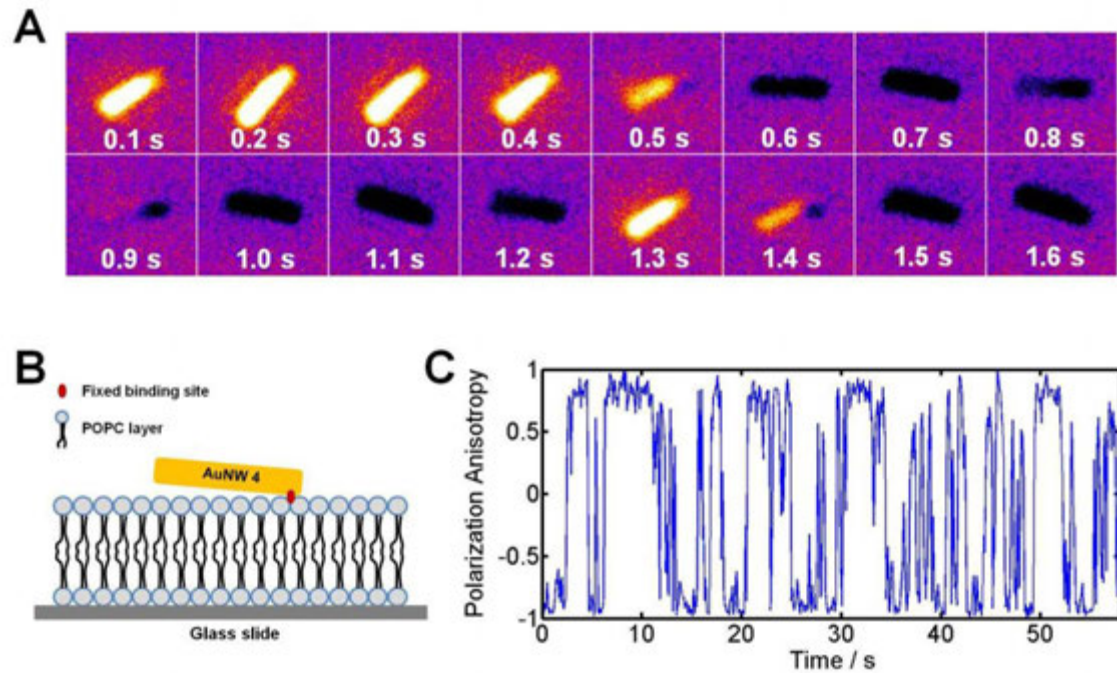 A
0.1 s 0.2 s 0.3 s 0.4 s 0.5 s 0.6 s 0.7 s 0.8 s
0.9 s 1.0 s 1.1 s 1.2 s 1.3 s 1.4 s 1.5 s 1.6 s
B
Fixed binding site
POPC layer
AuNW 4
Glass slide
C
Polarization Anisotropy
1
0.5
0
-0.5
-1
0 10 20 30 40 50
Time / s